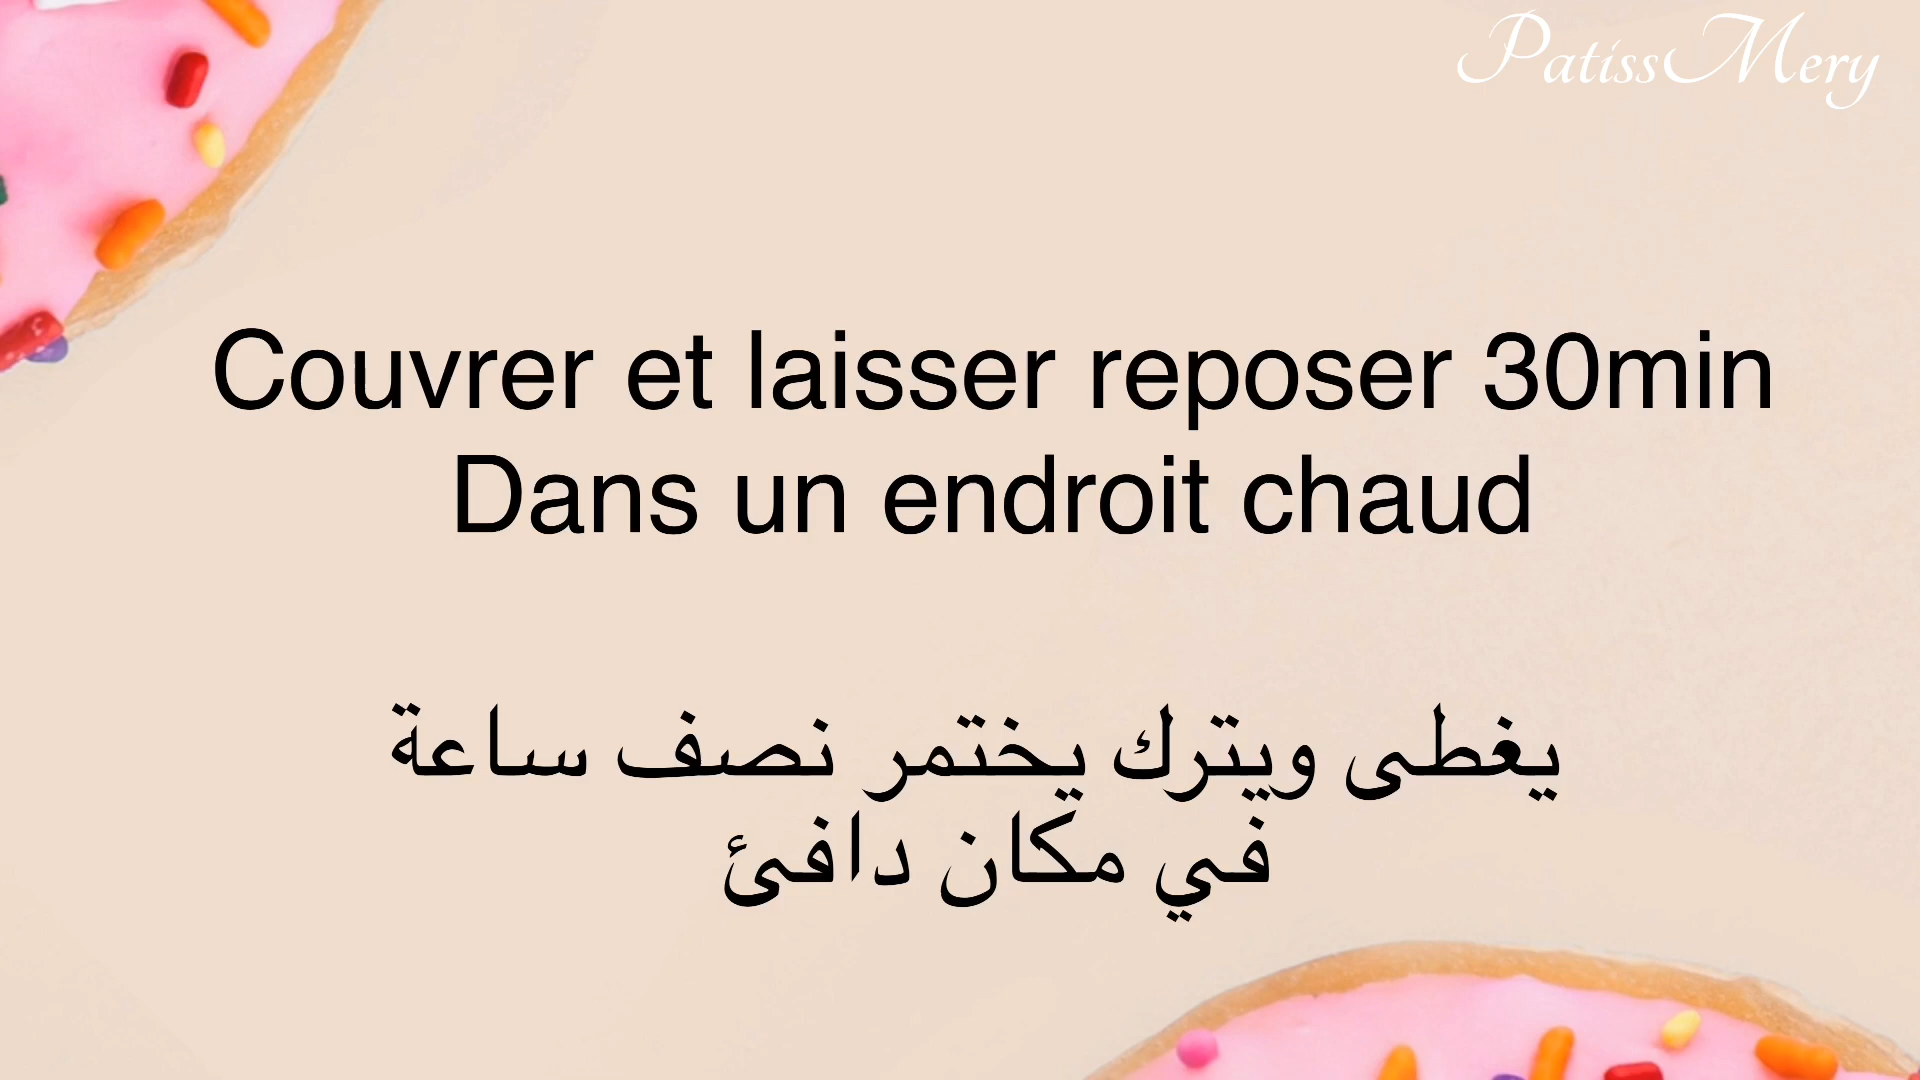 PatissMery
Couvrer et laisser reposer 30min
Dans un endroit chaud
يغطى ويترك يختمر نصف ساعة
في مكان دافئ